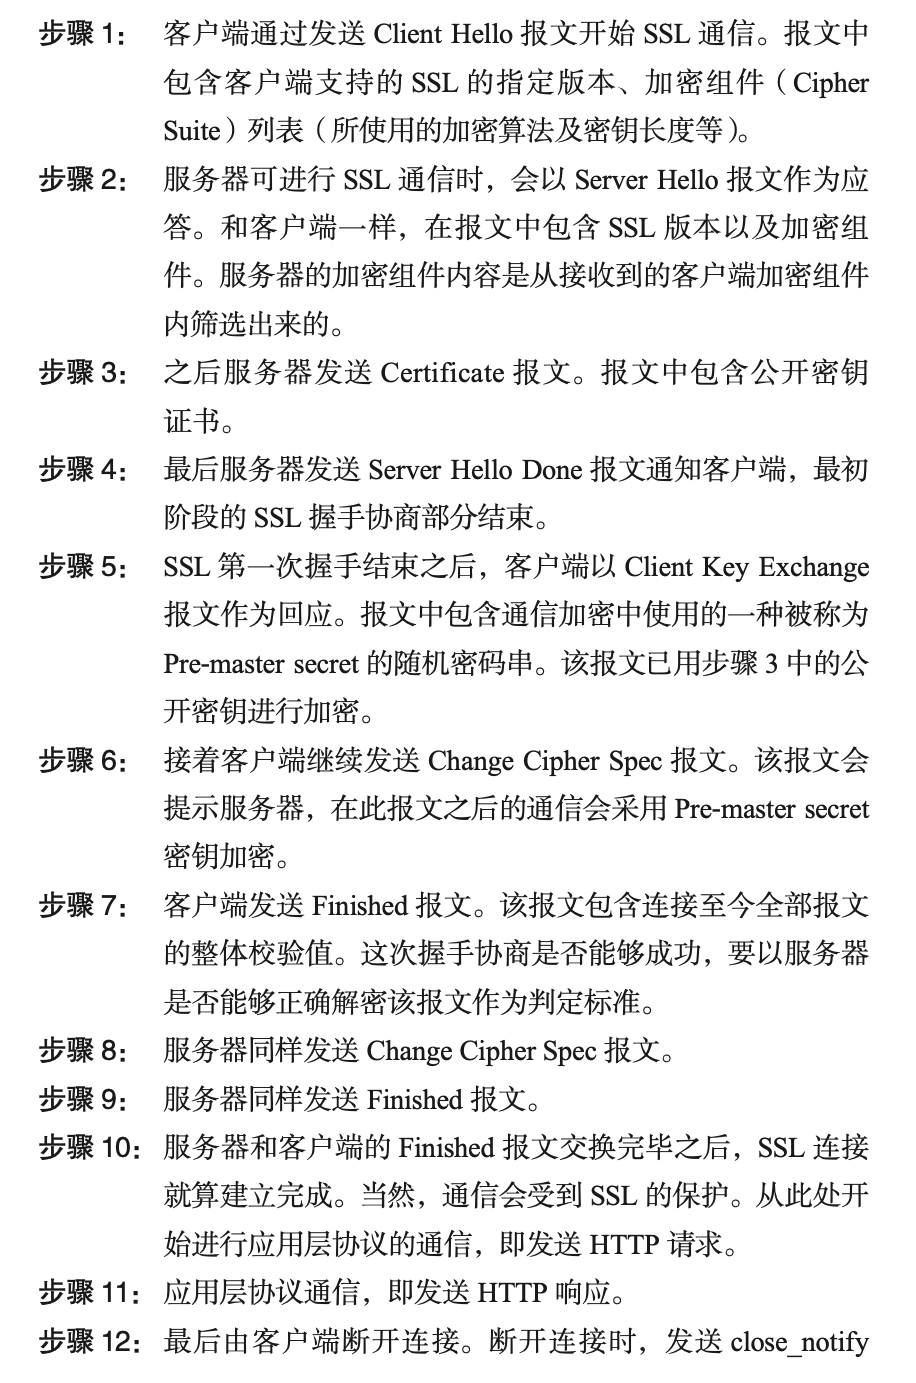 步骤 1： 客户端通过发送 Client Hello 报文开始 SSL 通信。报文中
包含客户端支持的 SSL 的指定版本、加密组件（Cipher
Suite）列表（所使用的加密算法及密钥长度等）。
步骤 2： 服务器可进行 SSL 通信时，会以 Server Hello 报文作为应
答。和客户端一样，在报文中包含 SSL 版本以及加密组
件。服务器的加密组件内容是从接收到的客户端加密组件
内筛选出来的。
步骤 3： 之后服务器发送 Certificate 报文。报文中包含公开密钥
证书。
步骤 4： 最后服务器发送 Server Hello Done 报文通知客户端，最初
阶段的 SSL 握手协商部分结束。
步骤 5： SSL 第一次握手结束之后，客户端以 Client Key Exchange
报文作为回应。报文中包含通信加密中使用的一种被称为
Pre-master secret 的随机密码串。该报文已用步骤 3 中的公
开密钥进行加密。
步骤 6： 接着客户端继续发送 Change Cipher Spec 报文。该报文会
提示服务器，在此报文之后的通信会采用 Pre-master secret
密钥加密。
步骤 7： 客户端发送 Finished 报文。该报文包含连接至今全部报文
的整体校验值。这次握手协商是否能够成功，要以服务器
是否能够正确解密该报文作为判定标准。
步骤 8： 服务器同样发送 Change Cipher Spec 报文。
步骤 9： 服务器同样发送 Finished 报文。
步骤 10： 服务器和客户端的 Finished 报文交换完毕之后，SSL 连接
就算建立完成。当然，通信会受到 SSL 的保护。从此处开
始进行应用层协议的通信，即发送 HTTP 请求。
步骤 11： 应用层协议通信，即发送 HTTP 响应。
步骤 12： 最后由客户端断开连接。断开连接时，发送 close_notify